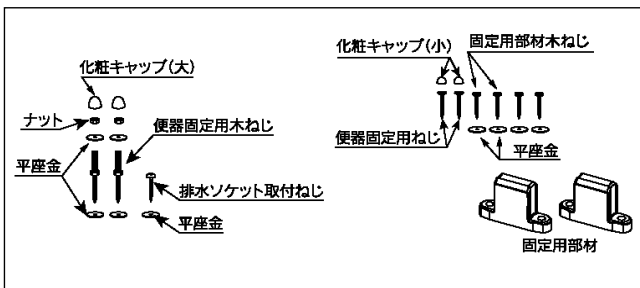 化粧キャップ(大)
ナット
便器固定用木ねじ
平座金
排水ソケット取付ねじ
平座金
化粧キャップ(小)
固定用部材木ねじ
便器固定用ねじ
平座金
固定用部材